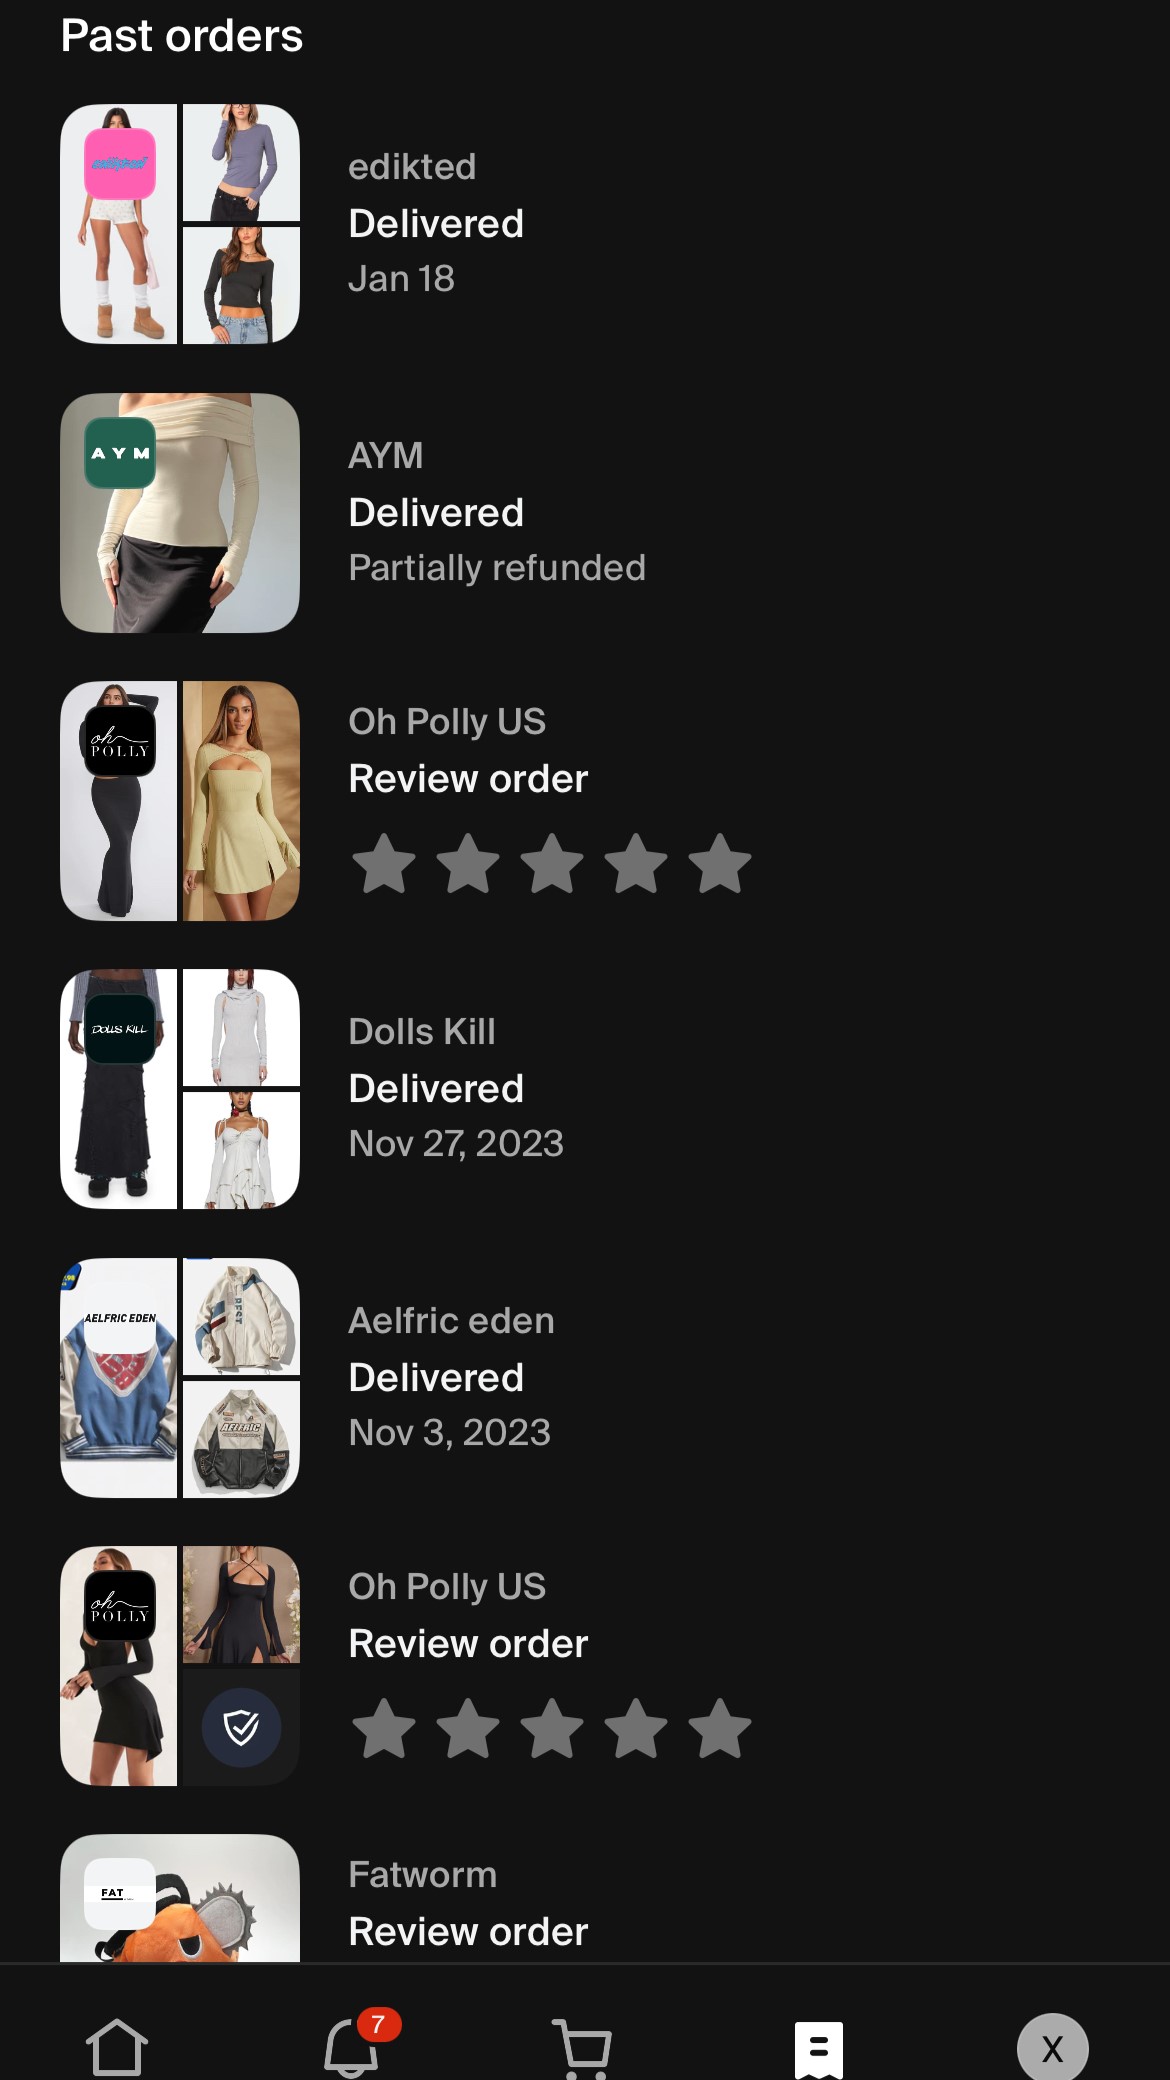 Past orders
edikted
edikted
Delivered
Jan 18
AYM
AYM
Delivered
Partially refunded
oh
POLLY
Oh Polly US
Review order
DOLLS KILL
Dolls Kill
Delivered
Nov 27, 2023
AELFRIC EDEN
BEST
AELFRIC
Aelfric eden
Delivered
Nov 3, 2023
oh
POLLY
Oh Polly US
Review order
FAT
Fatworm
Review order
7
X